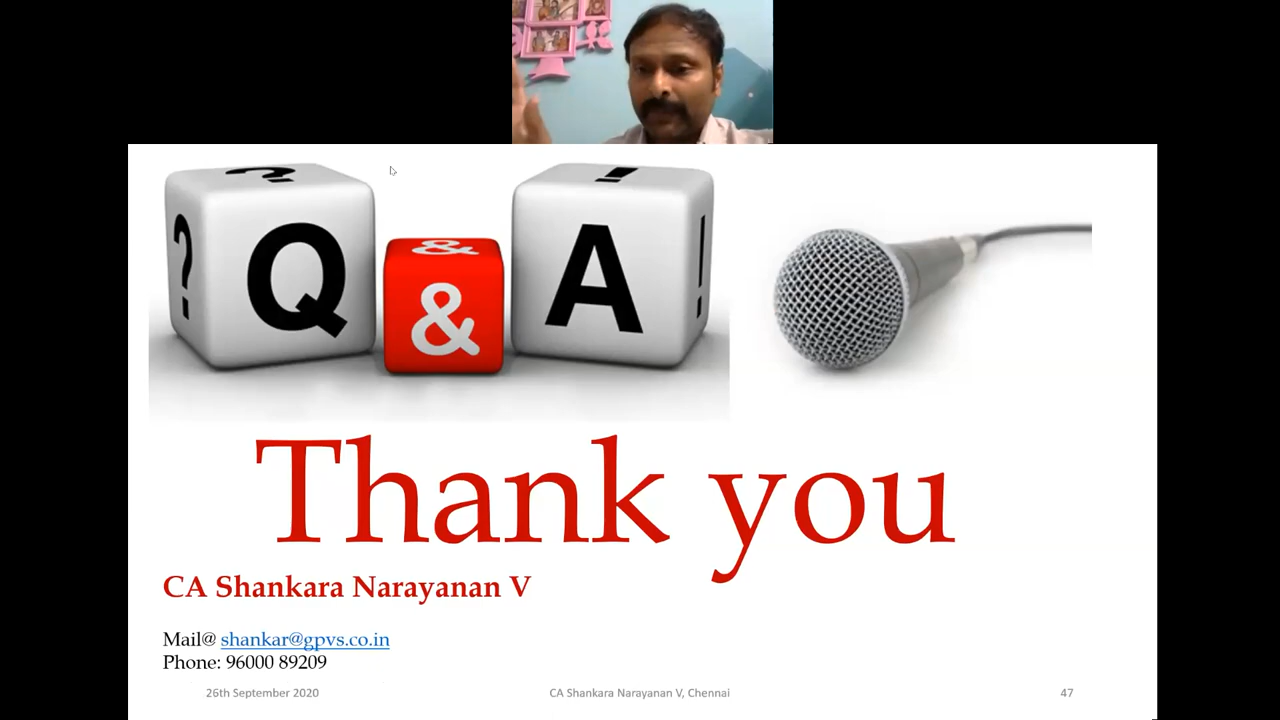 ? ? Q & & A ! !
Thank you
CA Shankara Narayanan V
Mail@ shankar@gpvs.co.in
Phone: 96000 89209
26th September 2020 CA Shankara Narayanan V, Chennai 47